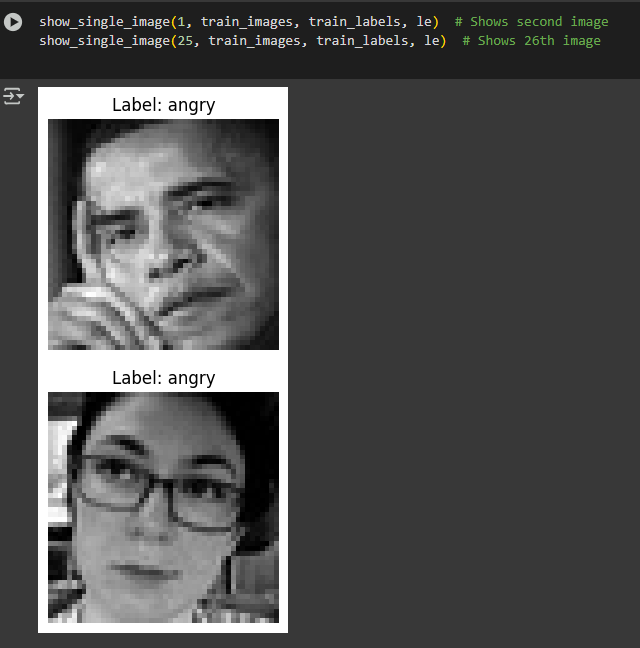 show_single_image(1, train_images, train_labels, le)  # Shows second image
show_single_image(25, train_images, train_labels, le)  # Shows 26th image
Label: angry
Label: angry